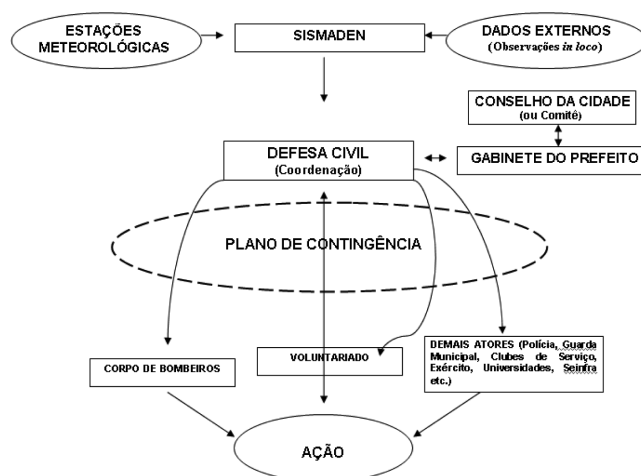 ESTAÇÕES
METEOROLÓGICAS
SISMADEN
DADOS EXTERNOS
(Observações in loco)
CONSELHO DA CIDADE
(ou Comitê)
DEFESA CIVIL
(Coordenação)
GABINETE DO PREFEITO
PLANO DE CONTINGÊNCIA
CORPO DE BOMBEIROS
VOLUNTARIADO
DEMAIS ATORES (Polícia, Guarda
Municipal, Clubes de Serviço,
Exército, Universidades, Seinfra
etc.)
AÇÃO